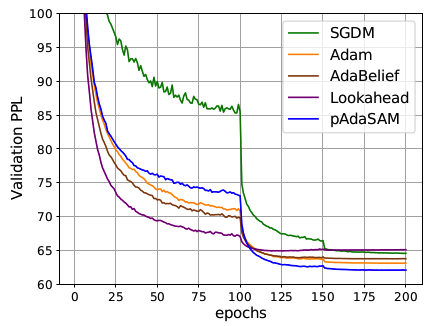 Validation PPL
100
95
90
85
80
75
70
65
60
SGDM
Adam
AdaBelief
Lookahead
pAdaSAM
0 25 50 75 100 125 150 175 200
epochs